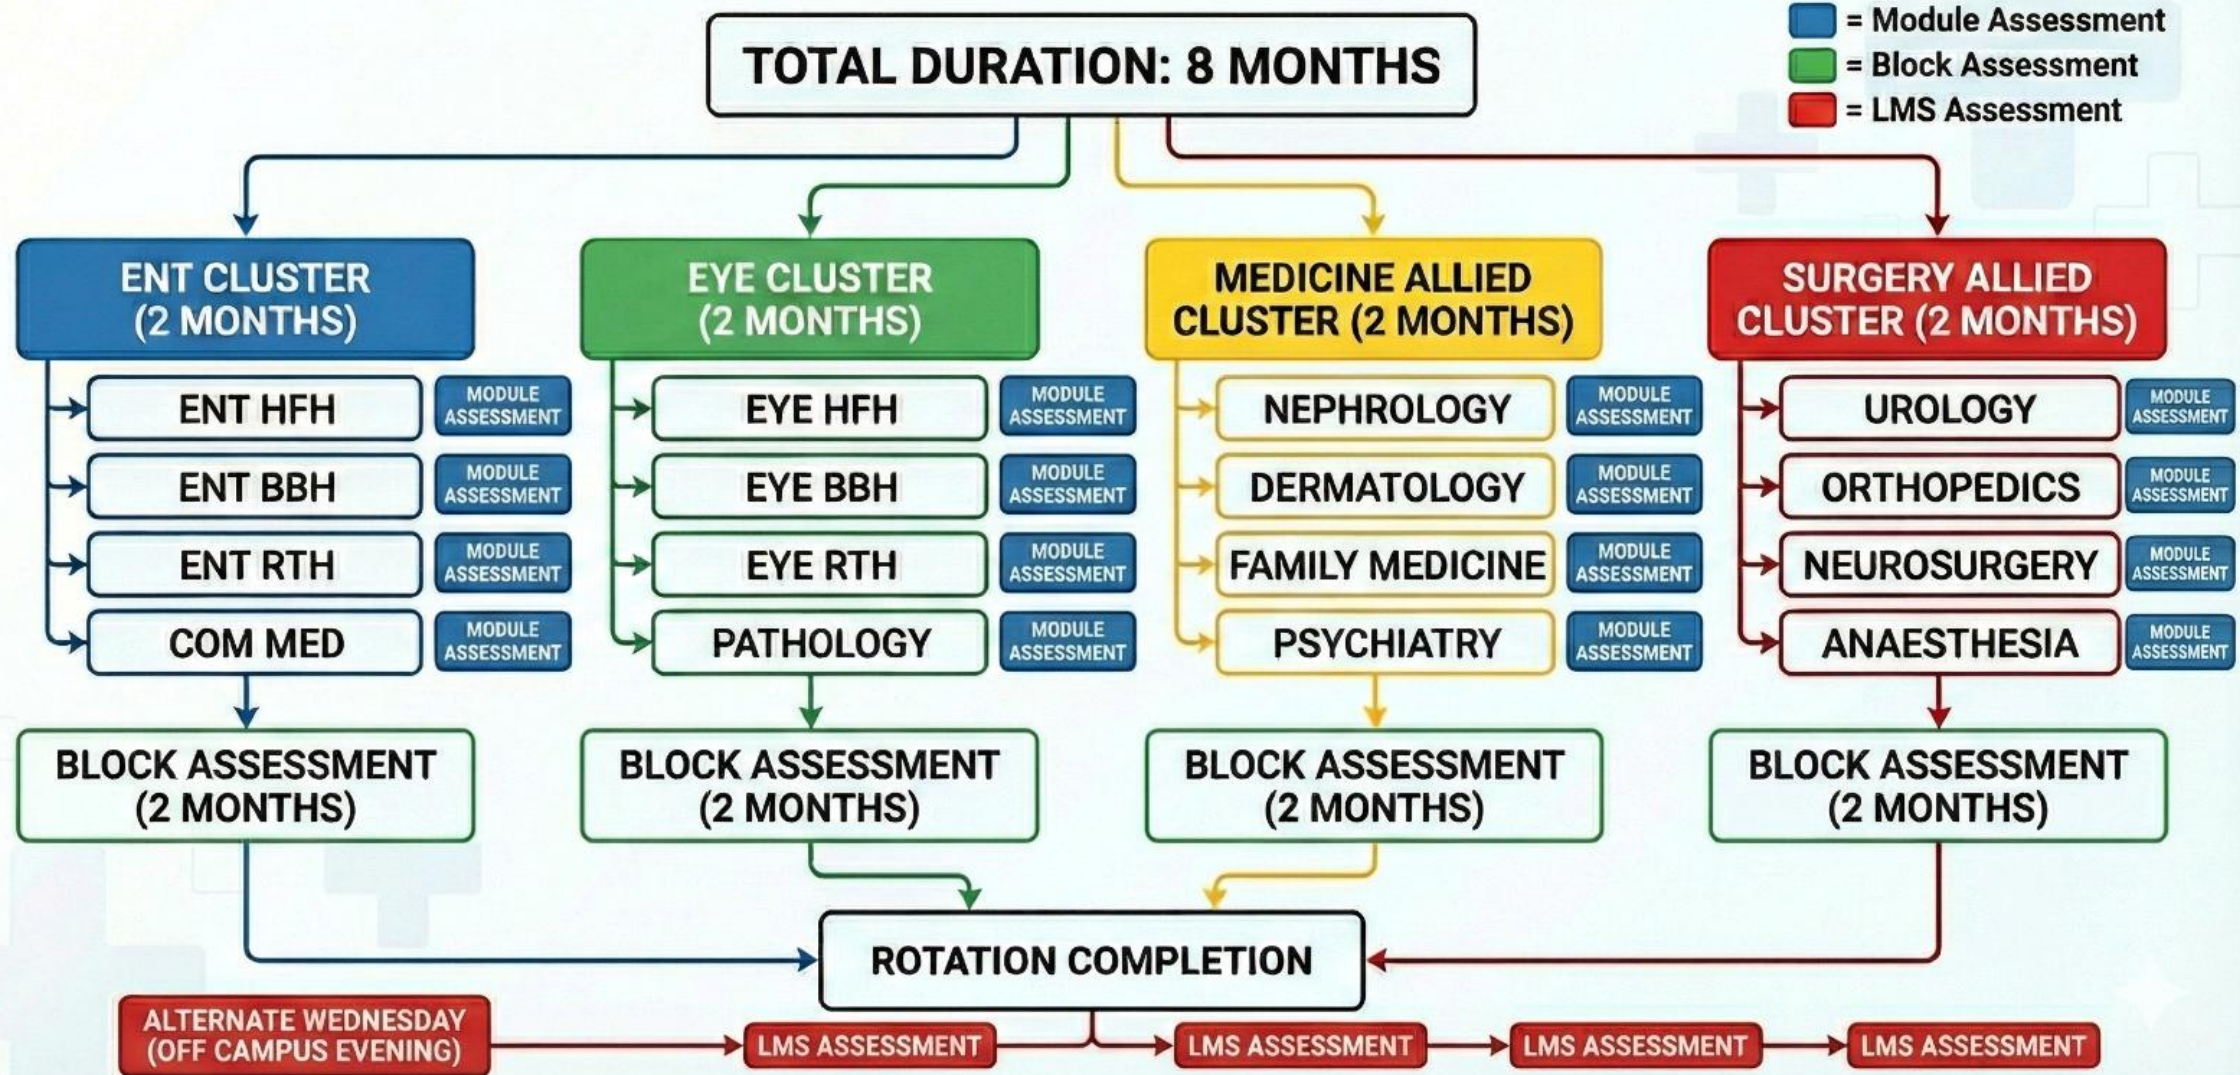 TOTAL DURATION: 8 MONTHS
= Module Assessment
= Block Assessment
= LMS Assessment
ENT CLUSTER
(2 MONTHS)
ENT HFH
MODULE
ASSESSMENT
ENT BBH
MODULE
ASSESSMENT
ENT RTH
MODULE
ASSESSMENT
COM MED
MODULE
ASSESSMENT
BLOCK ASSESSMENT
(2 MONTHS)
EYE CLUSTER
(2 MONTHS)
EYE HFH
MODULE
ASSESSMENT
EYE BBH
MODULE
ASSESSMENT
EYE RTH
MODULE
ASSESSMENT
PATHOLOGY
MODULE
ASSESSMENT
BLOCK ASSESSMENT
(2 MONTHS)
MEDICINE ALLIED
CLUSTER (2 MONTHS)
NEPHROLOGY
MODULE
ASSESSMENT
DERMATOLOGY
MODULE
ASSESSMENT
FAMILY MEDICINE
MODULE
ASSESSMENT
PSYCHIATRY
MODULE
ASSESSMENT
BLOCK ASSESSMENT
(2 MONTHS)
SURGERY ALLIED
CLUSTER (2 MONTHS)
UROLOGY
MODULE
ASSESSMENT
ORTHOPEDICS
MODULE
ASSESSMENT
NEUROSURGERY
MODULE
ASSESSMENT
ANAESTHESIA
MODULE
ASSESSMENT
BLOCK ASSESSMENT
(2 MONTHS)
ROTATION COMPLETION
ALTERNATE WEDNESDAY
(OFF CAMPUS EVENING)
LMS ASSESSMENT
LMS ASSESSMENT
LMS ASSESSMENT
LMS ASSESSMENT